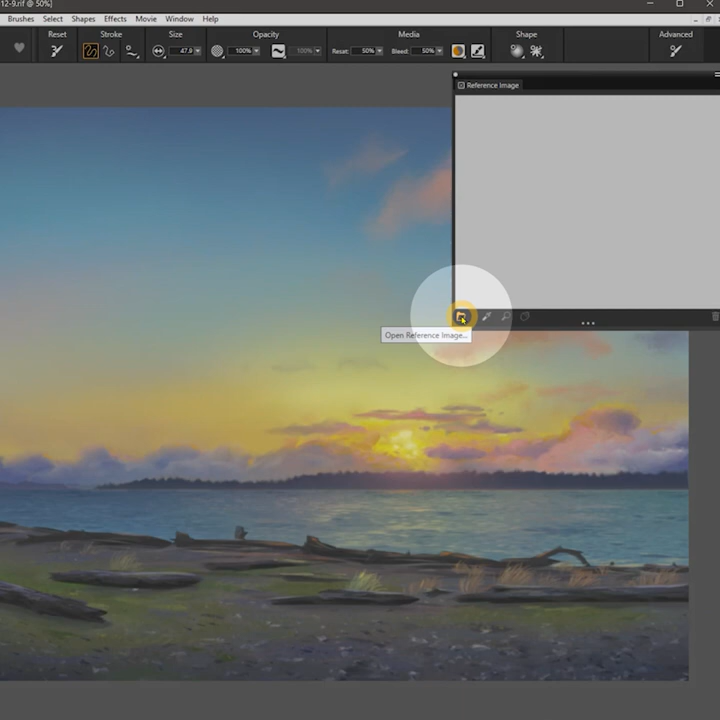 12-9.rif @ 50%]
Brushes Select Shapes Effects Movie Window Help
Reset Stroke Size Opacity Media Shape Advanced
47.9 100% 100% Reset: 50% Bleed: 50%
Reference Image
Open Reference Image...